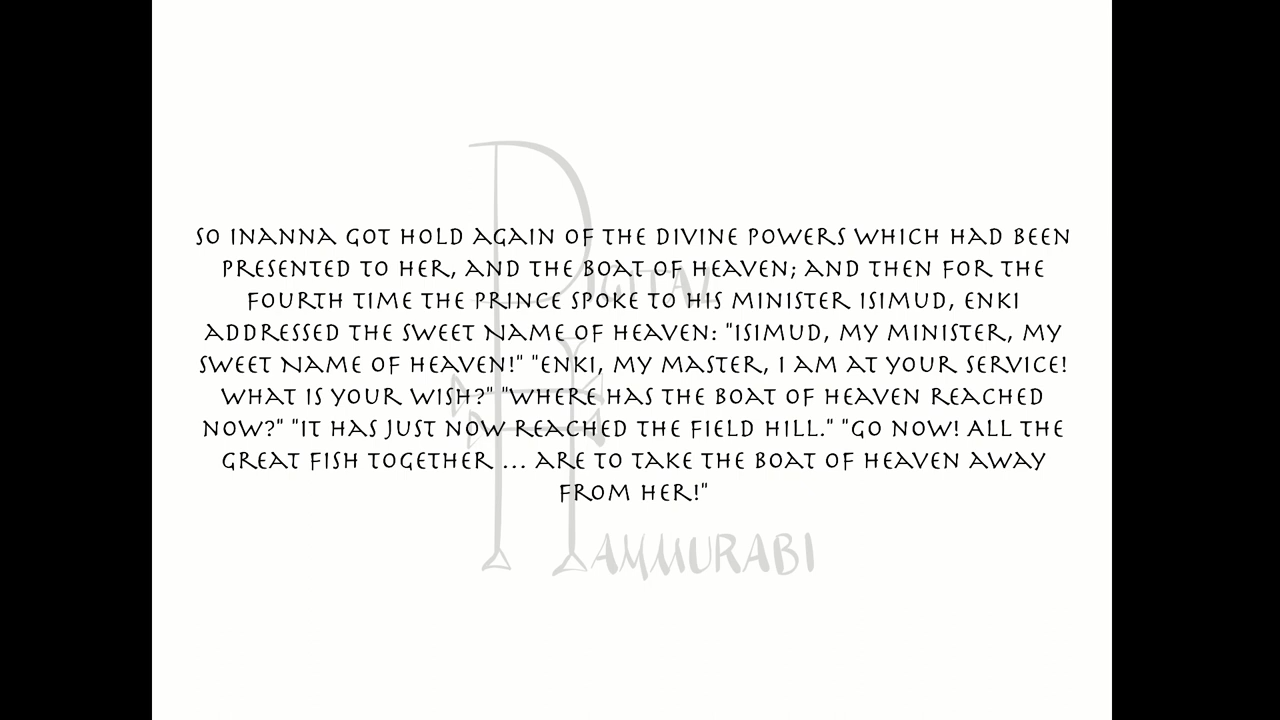 SO INANNA GOT HOLD AGAIN OF THE DIVINE POWERS WHICH HAD BEEN
PRESENTED TO HER, AND THE BOAT OF HEAVEN; AND THEN FOR THE
FOURTH TIME THE PRINCE SPOKE TO HIS MINISTER ISIMUD, ENKI
ADDRESSED THE SWEET NAME OF HEAVEN: "ISIMUD, MY MINISTER, MY
SWEET NAME OF HEAVEN!" "ENKI, MY MASTER, I AM AT YOUR SERVICE!
WHAT IS YOUR WISH?" "WHERE HAS THE BOAT OF HEAVEN REACHED
NOW?" "IT HAS JUST NOW REACHED THE FIELD HILL." "GO NOW! ALL THE
GREAT FISH TOGETHER ... ARE TO TAKE THE BOAT OF HEAVEN AWAY
FROM HER!"
DIGITAL
HAMMURABI